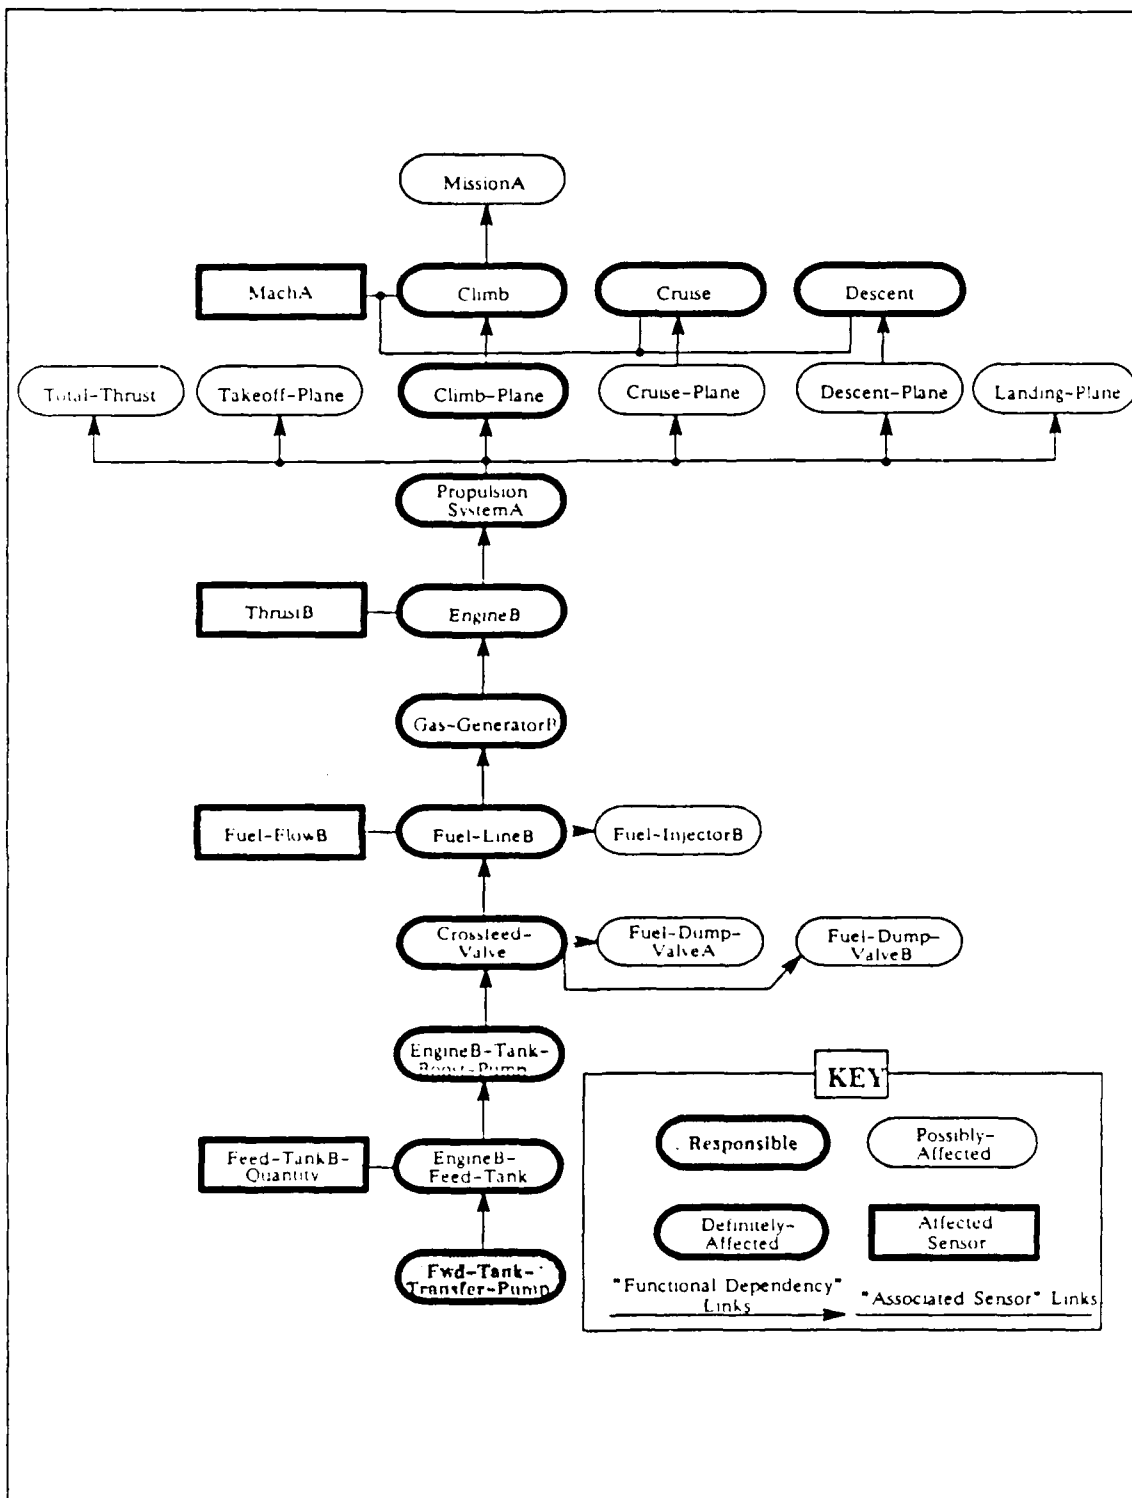 MissionA
MachA
Climb
Cruise
Descent
Total-Thrust
Takeoff-Plane
Climb-Plane
Cruise-Plane
Descent-Plane
Landing-Plane
Propulsion
SystemA
ThrustB
EngineB
Gas-GeneratorB
Fuel-FlowB
Fuel-LineB
Fuel-InjectorB
Crossfeed-
Valve
Fuel-Dump-
ValveA
Fuel-Dump-
ValveB
EngineB-Tank-
Boost-Pump
Feed-TankB-
Quantity
EngineB-
Feed-Tank
Fwd-Tank-
Transfer-Pump
KEY
Responsible
Possibly-
Affected
Definitely-
Affected
Affected
Sensor
"Functional Dependency"
Links
"Associated Sensor" Links